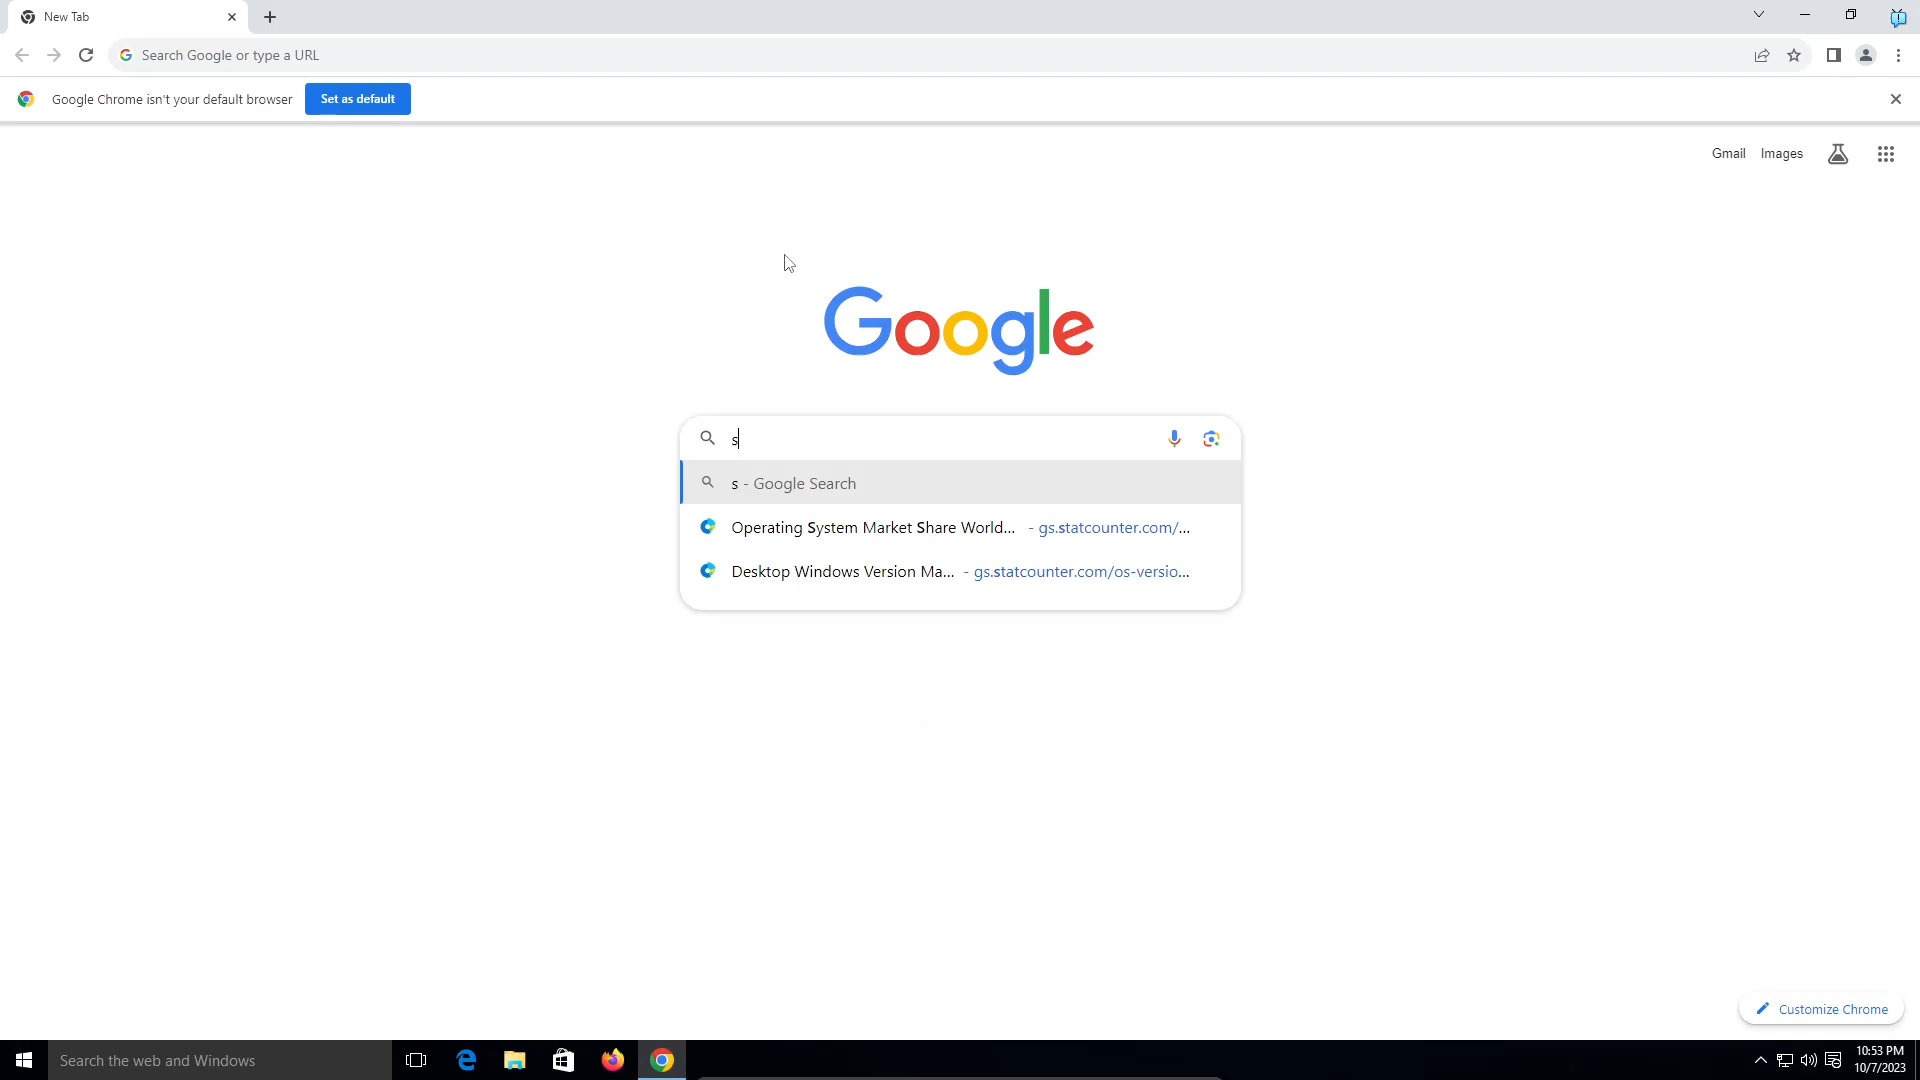 New Tab
Search Google or type a URL
Google Chrome isn't your default browser
Set as default
Gmail Images
Google
s
s - Google Search
Operating System Market Share World... - gs.statcounter.com/...
Desktop Windows Version Ma... - gs.statcounter.com/os-versio...
Customize Chrome
Search the web and Windows
10:53 PM
10/7/2023